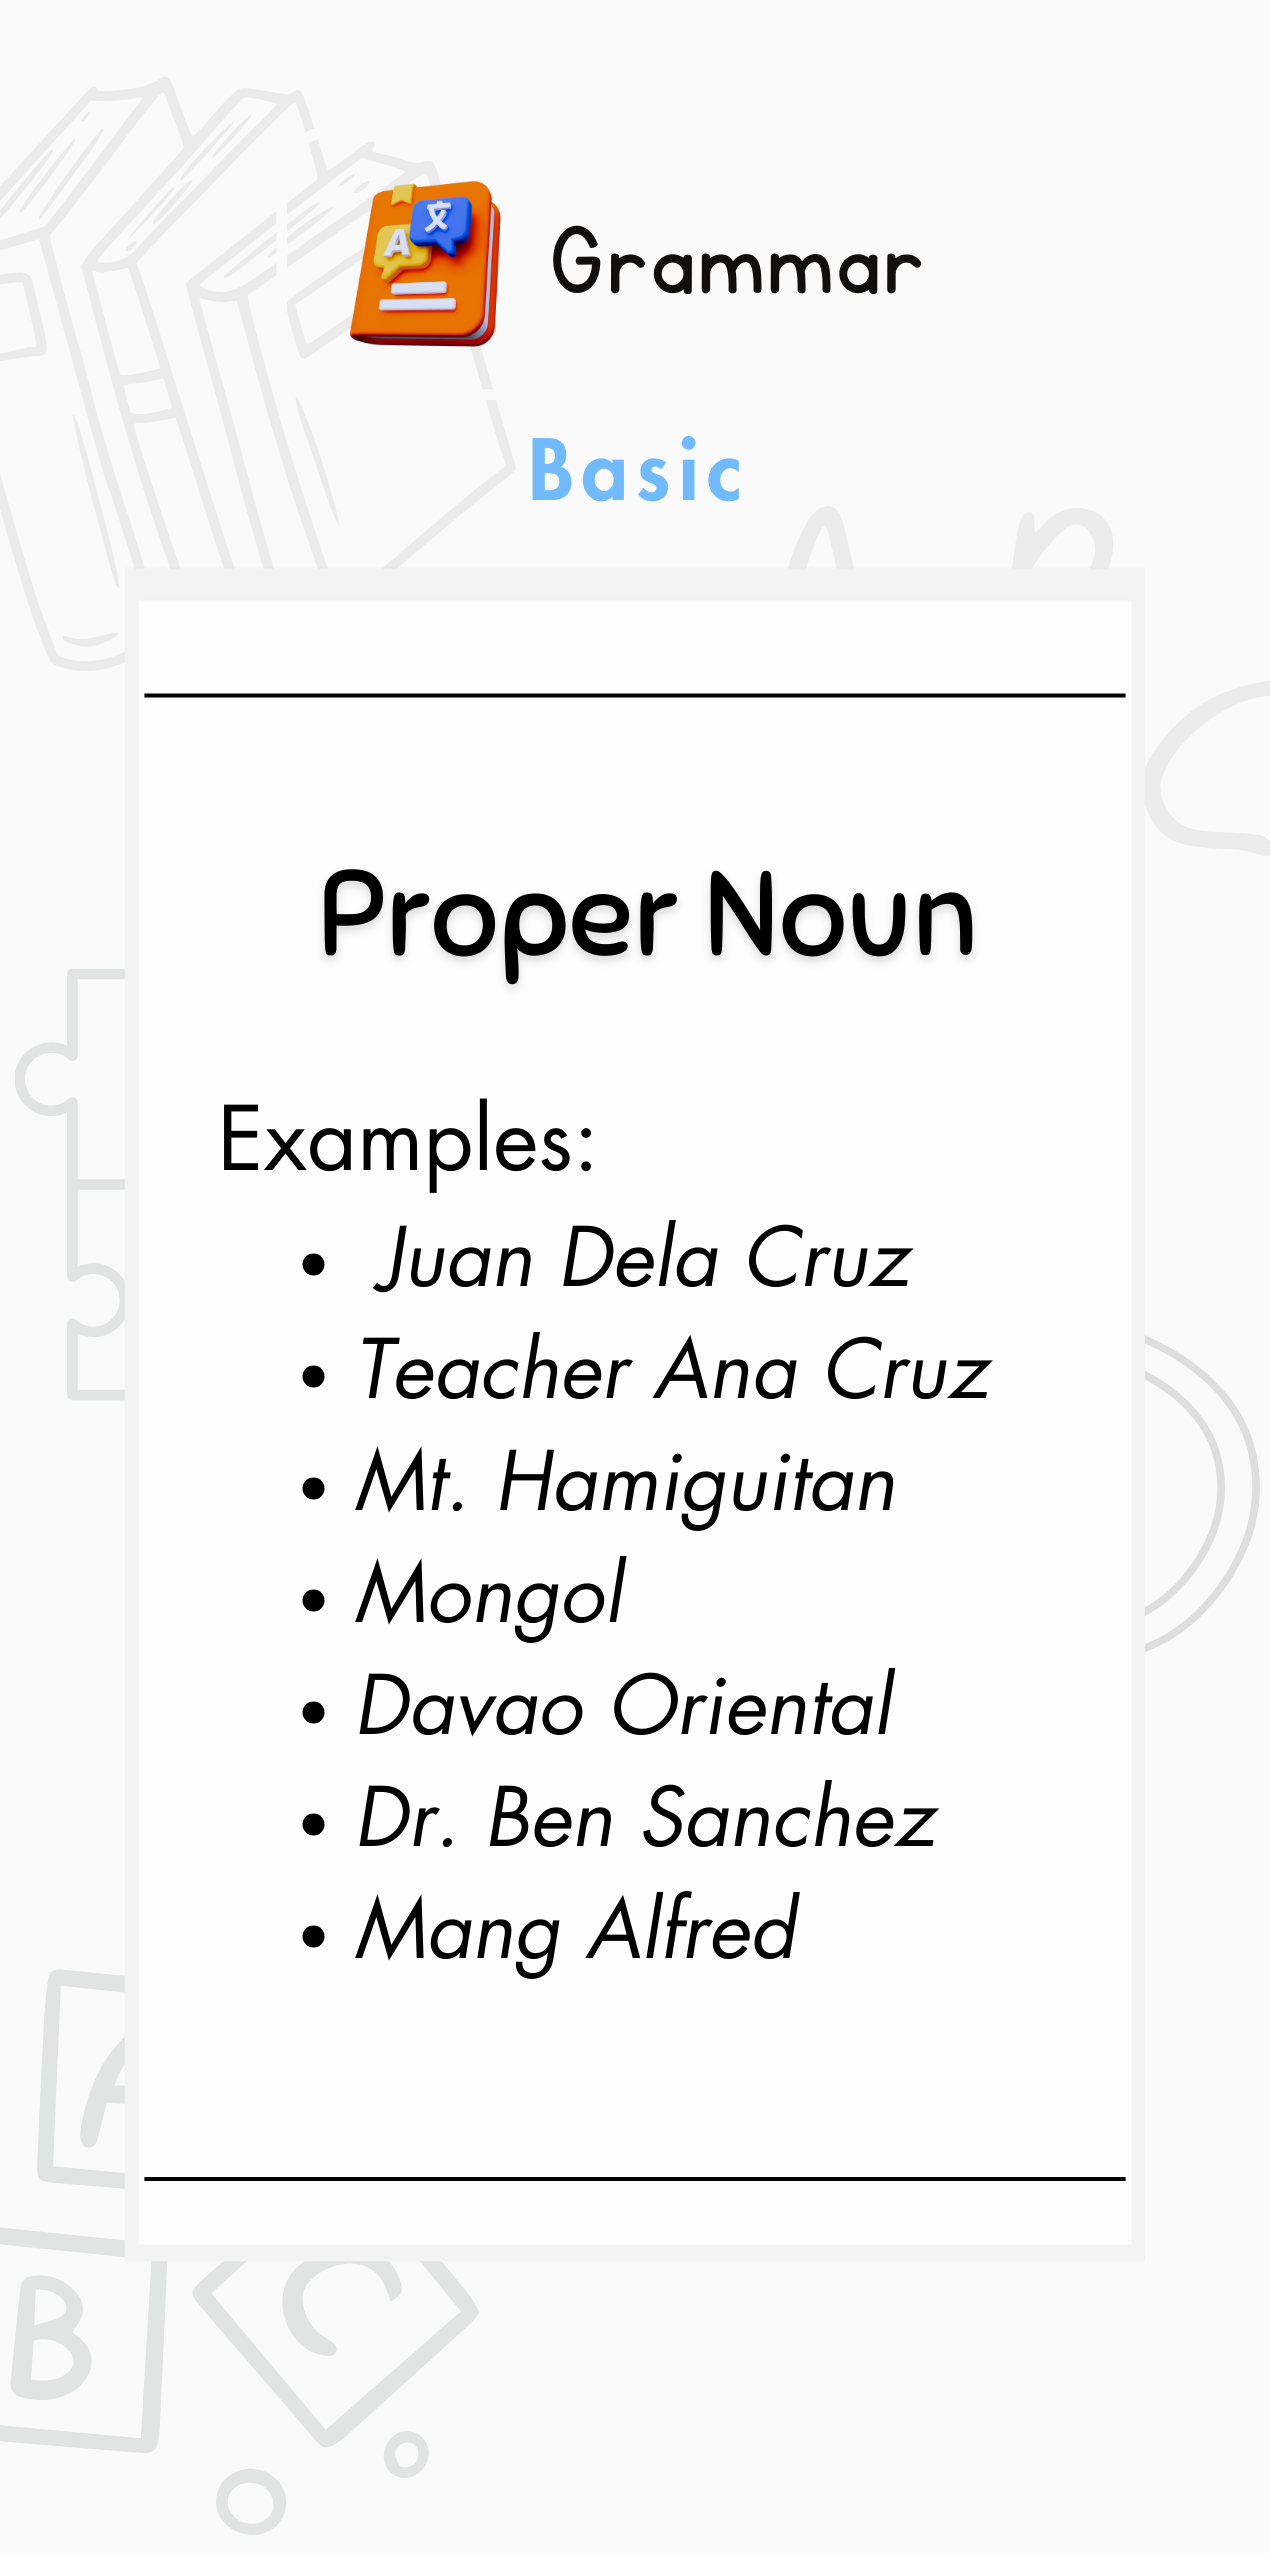 A 文
Grammar
Basic
Proper Noun
Examples:
• Juan Dela Cruz
• Teacher Ana Cruz
• Mt. Hamiguitan
• Mongol
• Davao Oriental
• Dr. Ben Sanchez
• Mang Alfred
A
B C